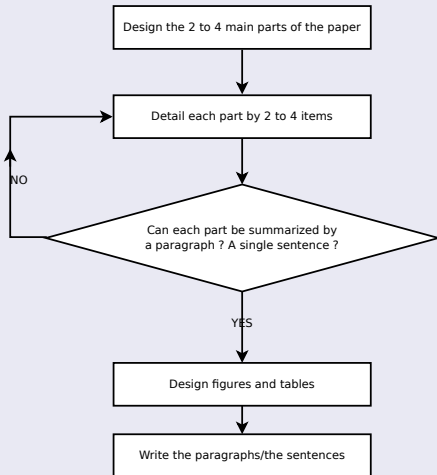 Design the 2 to 4 main parts of the paper
Detail each part by 2 to 4 items
NO
Can each part be summarized by
a paragraph ? A single sentence ?
YES
Design figures and tables
Write the paragraphs/the sentences